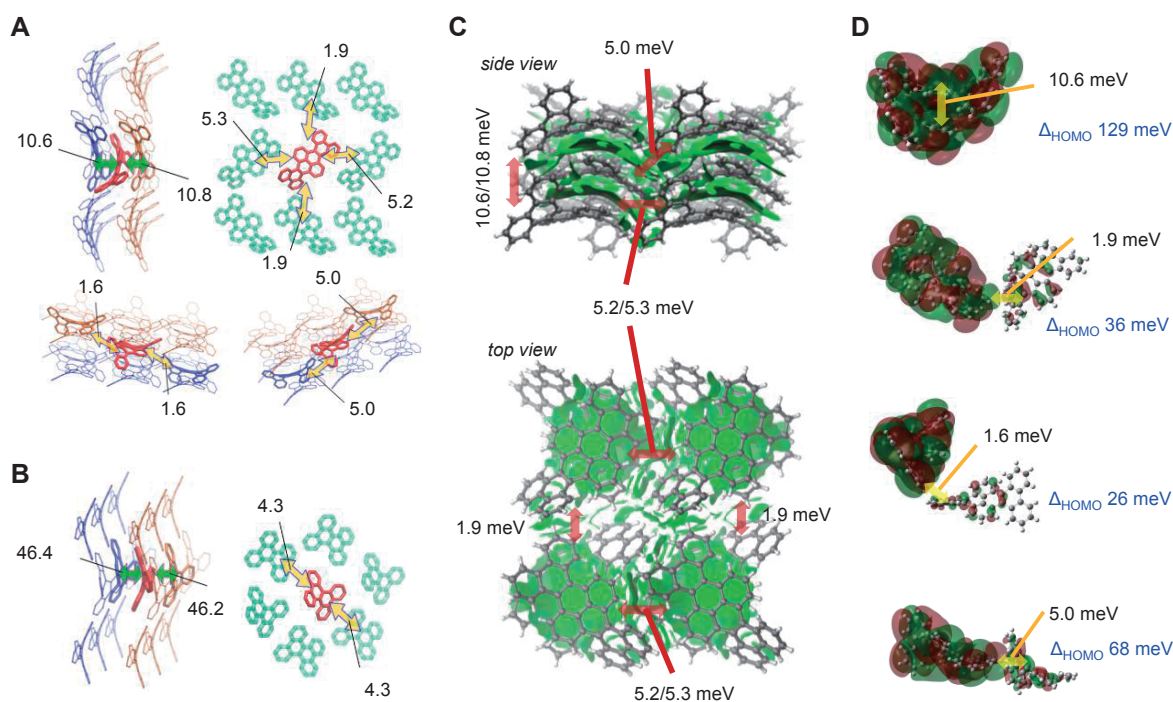 A
10.6
10.8
1.9
5.3
5.2
1.9
1.6
1.6
5.0
5.0
B
46.4
46.2
4.3
4.3
C
5.0 meV
side view
10.6/10.8 meV
5.2/5.3 meV
top view
1.9 meV
1.9 meV
5.2/5.3 meV
D
10.6 meV
ΔHOMO 129 meV
1.9 meV
ΔHOMO 36 meV
1.6 meV
ΔHOMO 26 meV
5.0 meV
ΔHOMO 68 meV